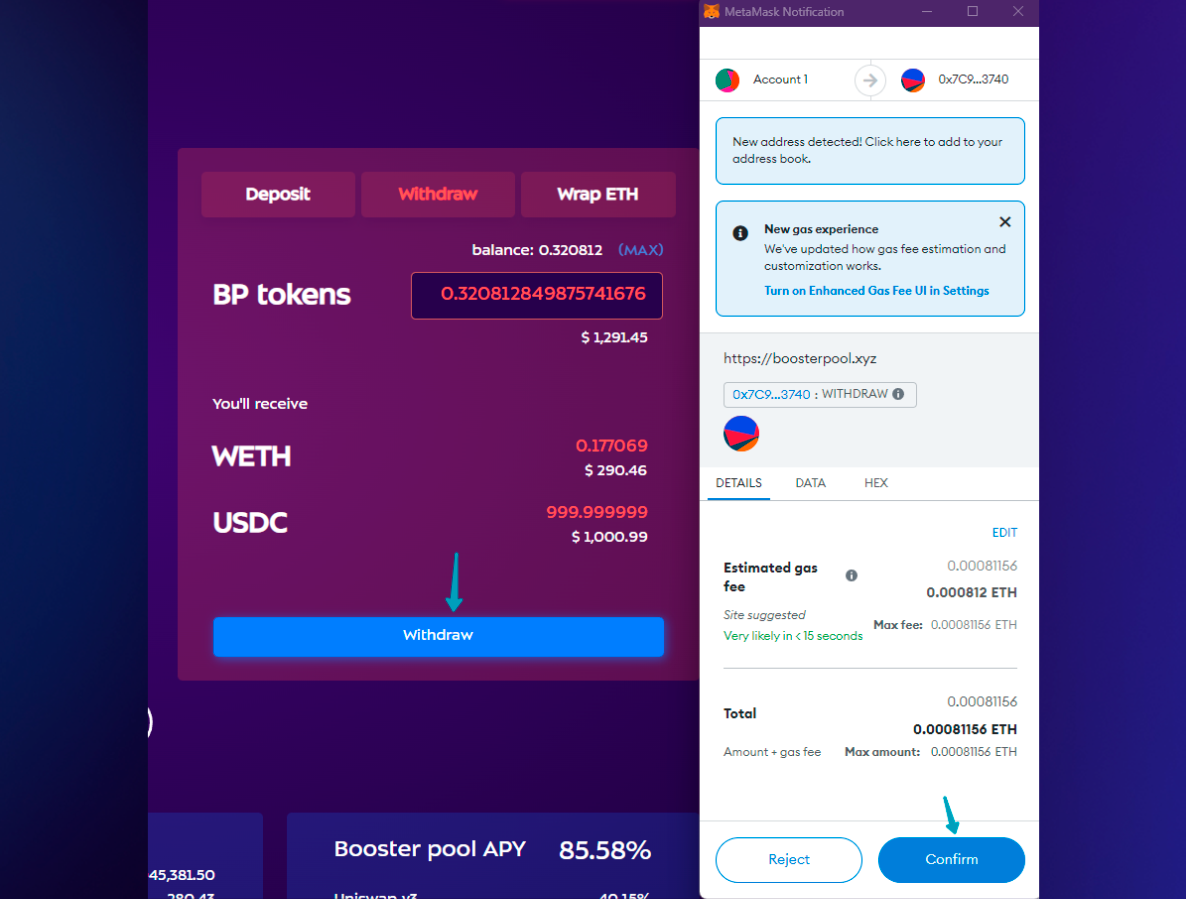 Deposit
Withdraw
Wrap ETH
balance: 0.320812 (MAX)
BP tokens
0.320812849875741676
$ 1,291.45
You'll receive
WETH
0.177069
$ 290.46
USDC
999.999999
$ 1,000.99
Withdraw
45,381.50
280.43
Booster pool APY 85.58%
Uniswap v3 40.15%
MetaMask Notification
Account 1
0x7C9...3740
New address detected! Click here to add to your
address book.
New gas experience
We've updated how gas fee estimation and
customization works.
Turn on Enhanced Gas Fee UI in Settings
https://boosterpool.xyz
0x7C9...3740 : WITHDRAW
DETAILS
DATA
HEX
EDIT
Estimated gas
fee
0.00081156
0.000812 ETH
Site suggested
Very likely in < 15 seconds
Max fee: 0.00081156 ETH
Total
0.00081156
0.00081156 ETH
Amount + gas fee
Max amount: 0.00081156 ETH
Reject
Confirm